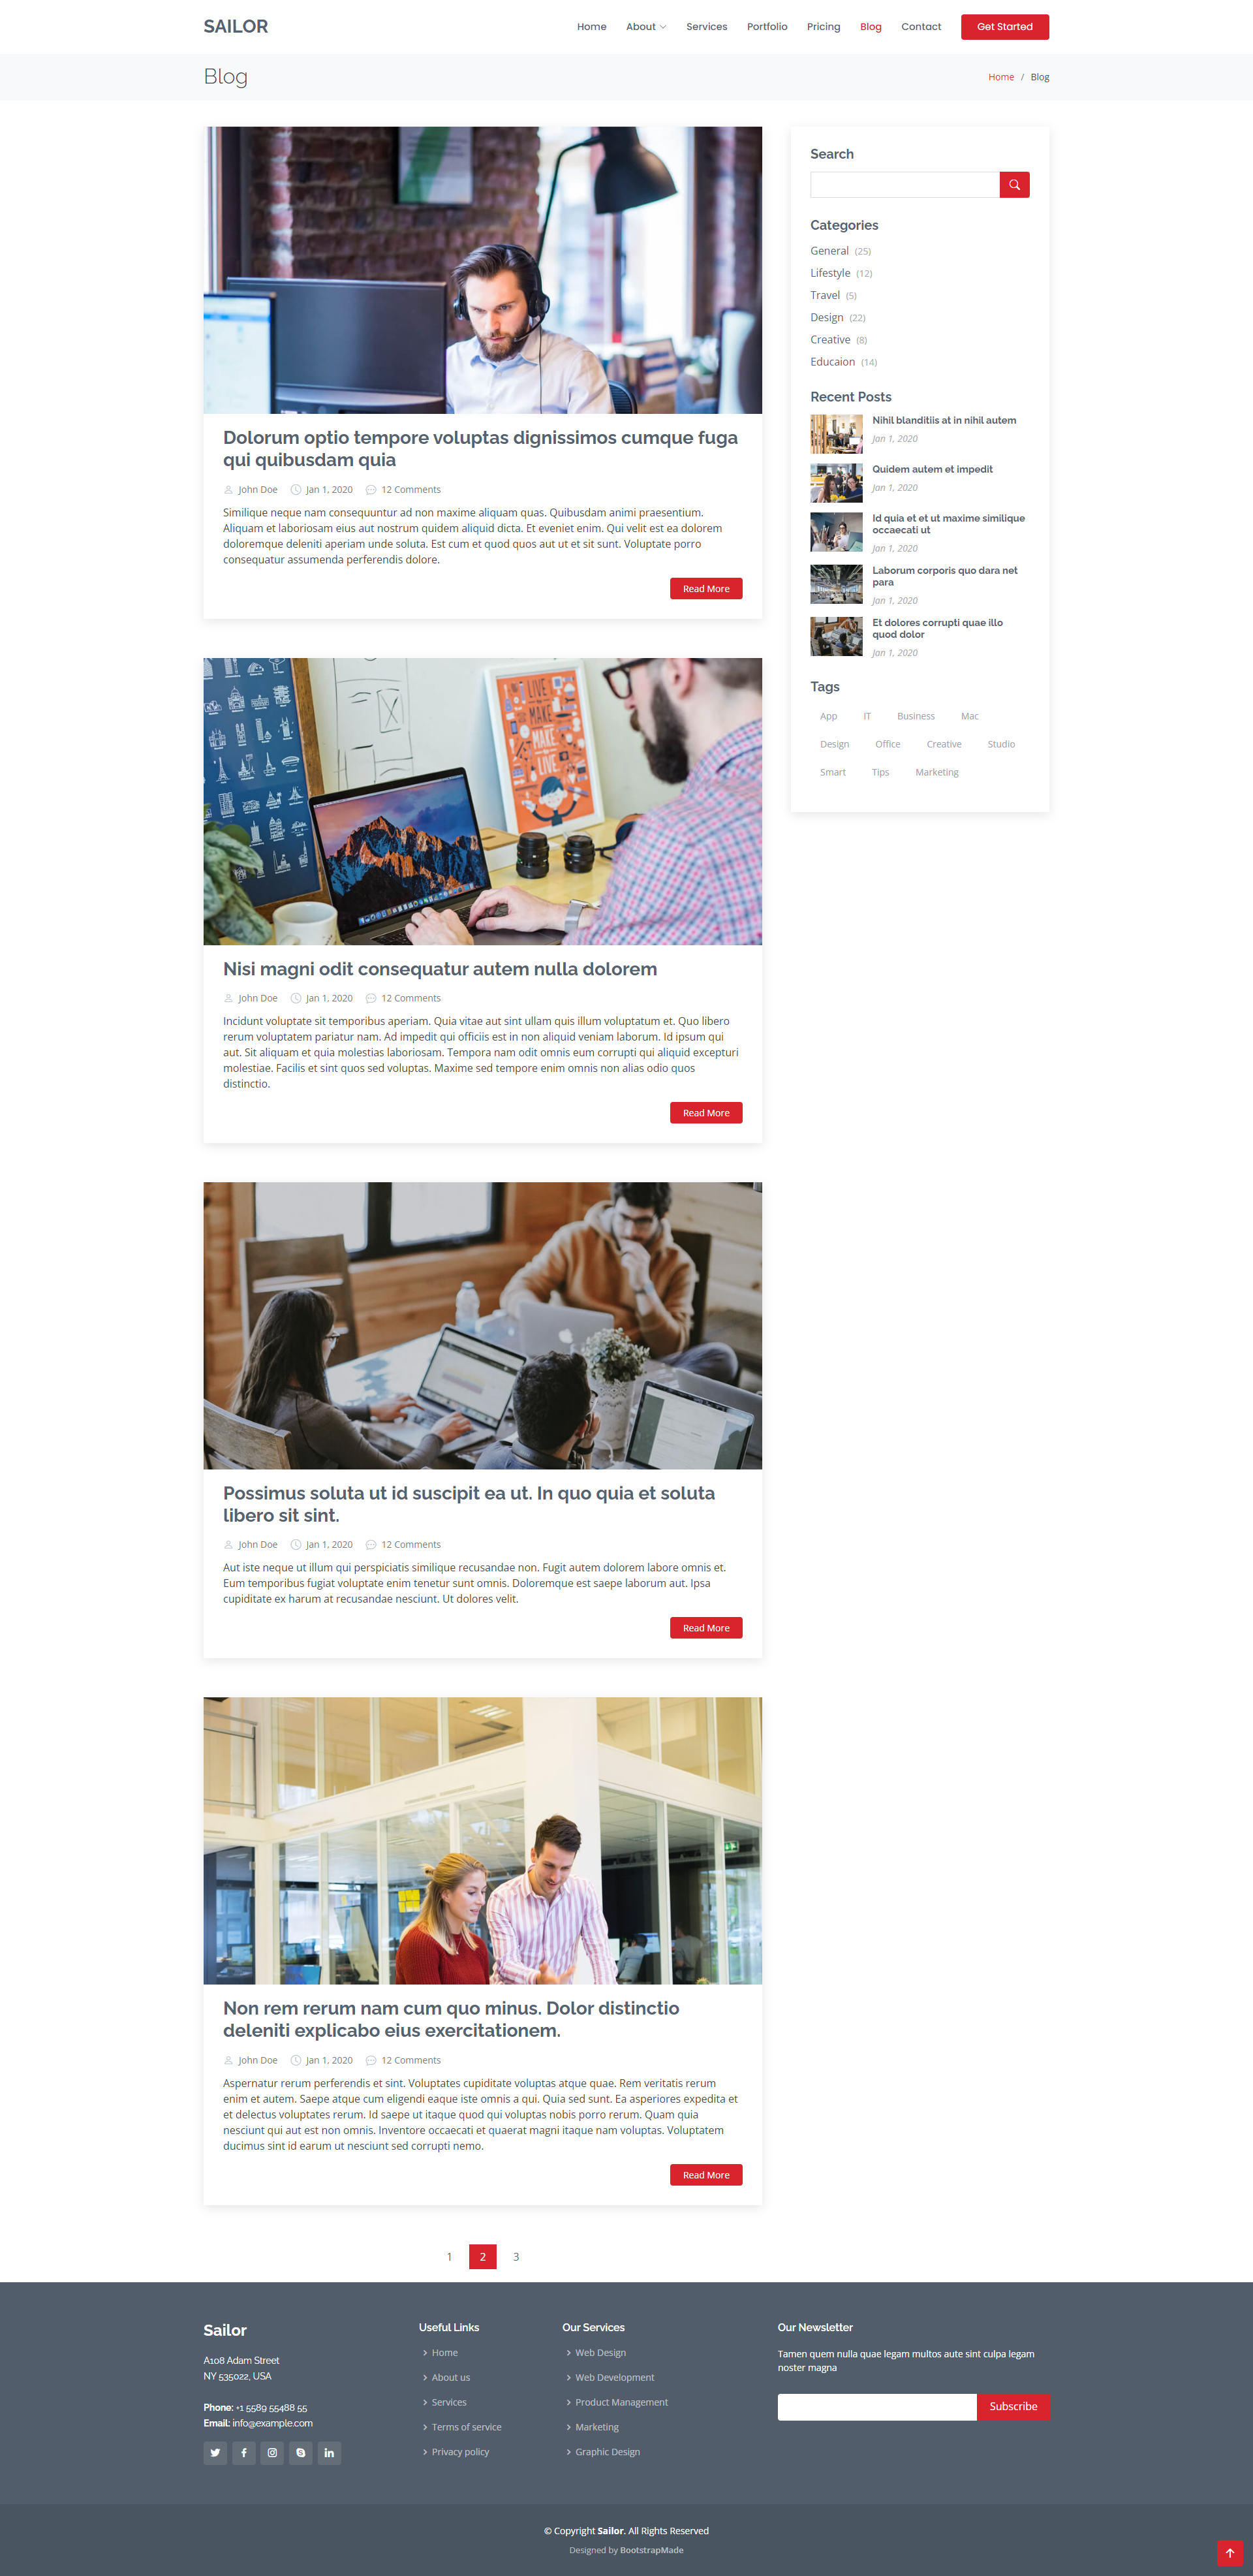 SAILOR
Home About Services Portfolio Pricing Blog Contact Get Started
Blog
Home / Blog
Dolorum optio tempore voluptas dignissimos cumque fuga
qui quibusdam quia
John Doe Jan 1, 2020 12 Comments
Similique neque nam consequuntur ad non maxime aliquam quas. Quibusdam animi praesentium.
Aliquam et laboriosam eius aut nostrum quidem aliquid dicta. Et eveniet enim. Qui velit est ea dolorem
doloremque deleniti aperiam unde soluta. Est cum et quod quos aut ut et sit sunt. Voluptate porro
consequatur assumenda perferendis dolore.
Read More
LIVE
MAKE
MAKE
LIVE
Nisi magni odit consequatur autem nulla dolorem
John Doe Jan 1, 2020 12 Comments
Incidunt voluptate sit temporibus aperiam. Quia vitae aut sint ullam quis illum voluptatum et. Quo libero
rerum voluptatem pariatur nam. Ad impedit qui officiis est in non aliquid veniam laborum. Id ipsum qui
aut. Sit aliquam et quia molestias laboriosam. Tempora nam odit omnis eum corrupti qui aliquid excepturi
molestiae. Facilis et sint quos sed voluptas. Maxime sed tempore enim omnis non alias odio quos
distinctio.
Read More
Possimus soluta ut id suscipit ea ut. In quo quia et soluta
libero sit sint.
John Doe Jan 1, 2020 12 Comments
Aut iste neque ut illum qui perspiciatis similique recusandae non. Fugit autem dolorem labore omnis et.
Eum temporibus fugiat voluptate enim tenetur sunt omnis. Doloremque est saepe laborum aut. Ipsa
cupiditate ex harum at recusandae nesciunt. Ut dolores velit.
Read More
Non rem rerum nam cum quo minus. Dolor distinctio
deleniti explicabo eius exercitationem.
John Doe Jan 1, 2020 12 Comments
Aspernatur rerum perferendis et sint. Voluptates cupiditate voluptas atque quae. Rem veritatis rerum
enim et autem. Saepe atque cum eligendi eaque iste omnis a qui. Quia sed sunt. Ea asperiores expedita et
et delectus voluptates rerum. Id saepe ut itaque quod qui voluptas nobis porro rerum. Quam quia
nesciunt qui aut est non omnis. Inventore occaecati et quaerat magni itaque nam voluptas. Voluptatem
ducimus sint id earum ut nesciunt sed corrupti nemo.
Read More
1 2 3
Search
Categories
General (25)
Lifestyle (12)
Travel (5)
Design (22)
Creative (8)
Educaion (14)
Recent Posts
Nihil blanditiis at in nihil autem
Jan 1, 2020
Quidem autem et impedit
Jan 1, 2020
Id quia et et ut maxime similique
occaecati ut
Jan 1, 2020
Laborum corporis quo dara net
para
Jan 1, 2020
Et dolores corrupti quae illo
quod dolor
Jan 1, 2020
Tags
App IT Business Mac
Design Office Creative Studio
Smart Tips Marketing
Sailor
A108 Adam Street
NY 535022, USA
Phone: +1 5589 55488 55
Email: info@example.com
Useful Links
Home
About us
Services
Terms of service
Privacy policy
Our Services
Web Design
Web Development
Product Management
Marketing
Graphic Design
Our Newsletter
Tamen quem nulla quae legam multos aute sint culpa legam
noster magna
Subscribe
© Copyright Sailor. All Rights Reserved
Designed by BootstrapMade